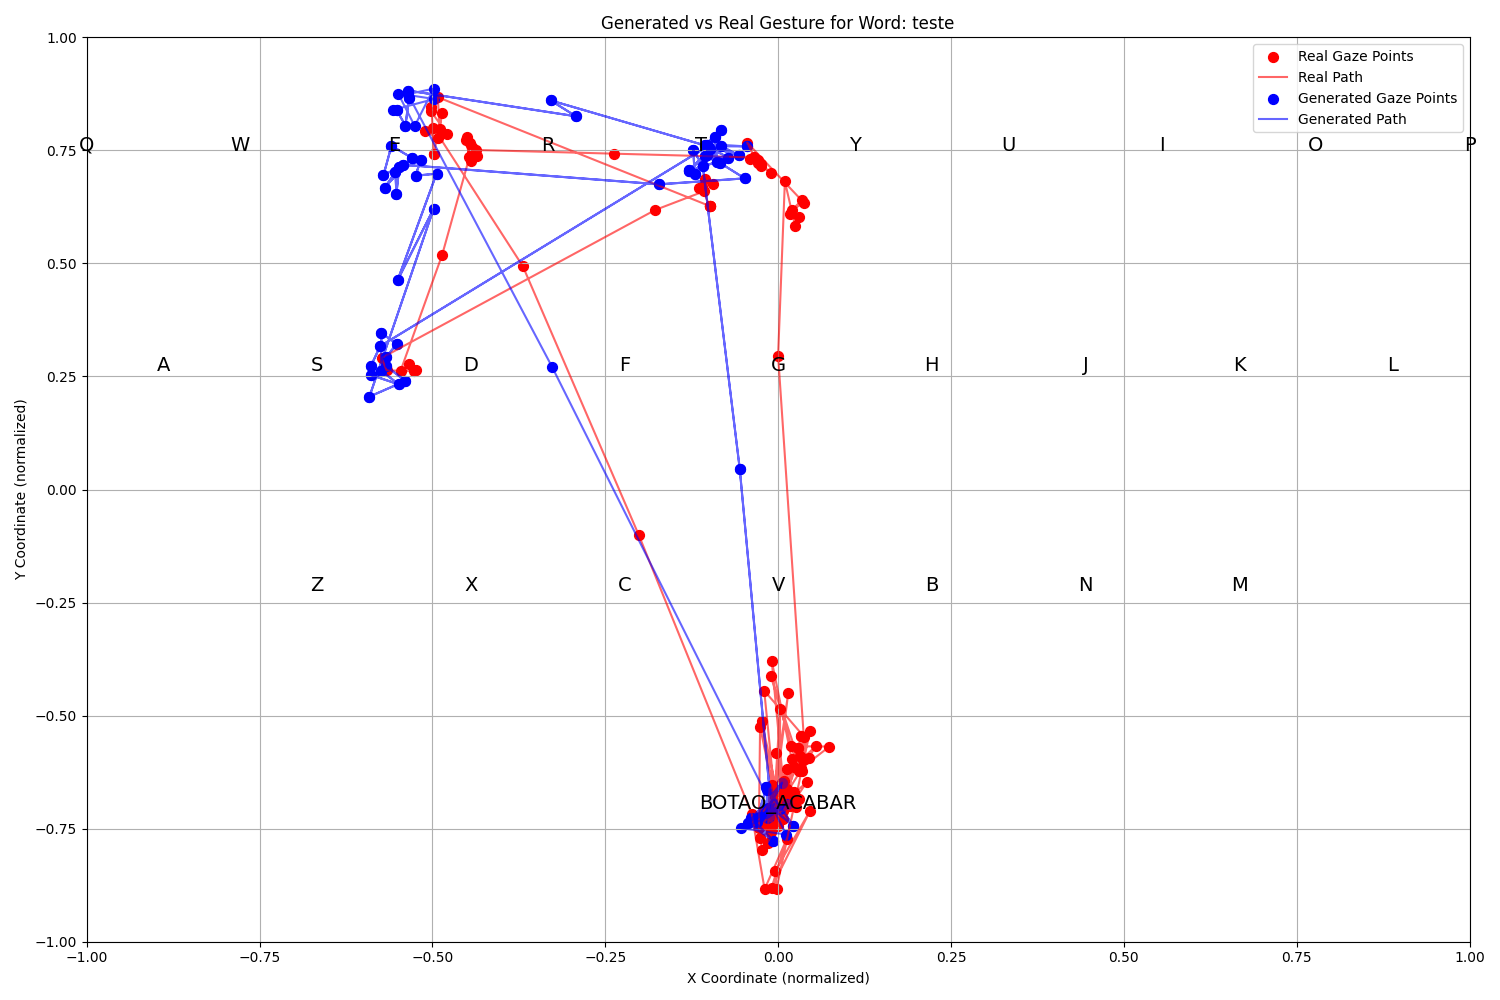 Generated vs Real Gesture for Word: teste
1.00
Real Gaze Points
Real Path
Generated Gaze Points
Generated Path
Q W E R T Y U I O P
0.75
0.50
A S D F G H J K L
0.25
0.00
Z X C V B N M
−0.25
−0.50
BOTAO_ACABAR
−0.75
−1.00
−1.00 −0.75 −0.50 −0.25 0.00 0.25 0.50 0.75 1.00
X Coordinate (normalized)
Y Coordinate (normalized)